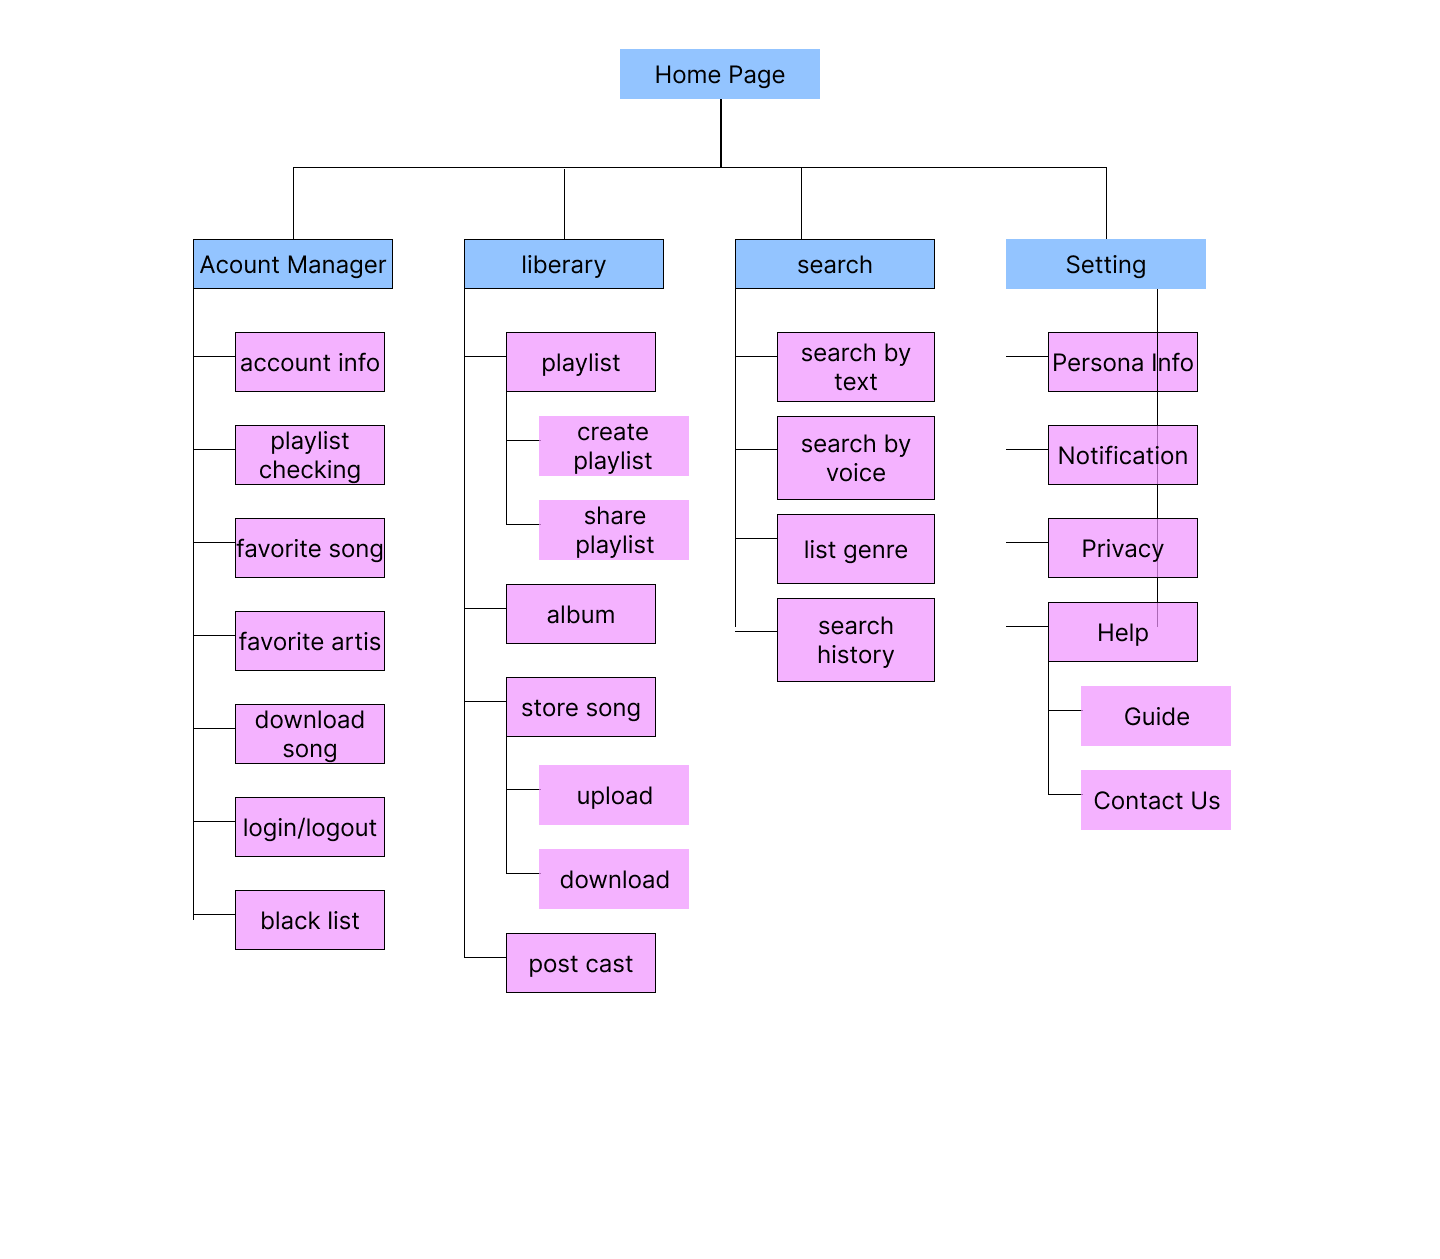 Home Page
Acount Manager
account info
playlist
checking
favorite song
favorite artis
download
song
login/logout
black list
liberary
playlist
create
playlist
share
playlist
album
store song
upload
download
post cast
search
search by
text
search by
voice
list genre
search
history
Setting
Persona Info
Notification
Privacy
Help
Guide
Contact Us